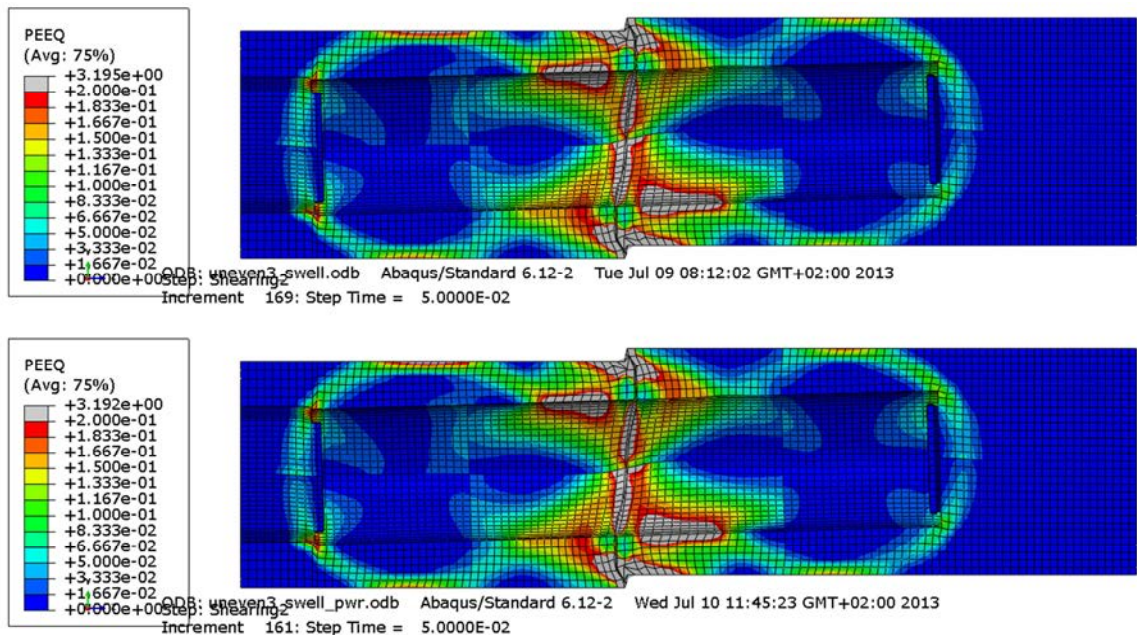 PEEQ
(Avg: 75%)
+3.195e+00
+2.000e-01
+1.833e-01
+1.667e-01
+1.500e-01
+1.333e-01
+1.167e-01
+1.000e-01
+8.333e-02
+6.667e-02
+5.000e-02
+3.333e-02
+1.667e-02
+0.000e+00
ODB: uneven3_swell.odb Abaqus/Standard 6.12-2 Tue Jul 09 08:12:02 GMT+02:00 2013
Step: Shearing2
Increment 169: Step Time = 5.0000E-02
PEEQ
(Avg: 75%)
+3.192e+00
+2.000e-01
+1.833e-01
+1.667e-01
+1.500e-01
+1.333e-01
+1.167e-01
+1.000e-01
+8.333e-02
+6.667e-02
+5.000e-02
+3.333e-02
+1.667e-02
+0.000e+00
ODB: uneven3_swell_pwr.odb Abaqus/Standard 6.12-2 Wed Jul 10 11:45:23 GMT+02:00 2013
Step: Shearing2
Increment 161: Step Time = 5.0000E-02